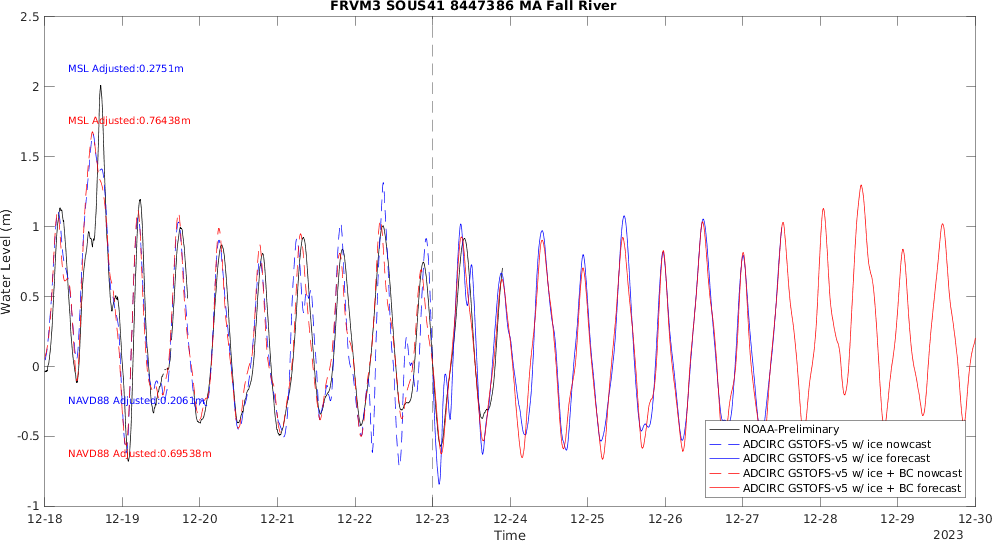 FRVM3 SOUS41 8447386 MA Fall River
2.5
2
1.5
1
0.5
0
-0.5
-1
Water Level (m)
MSL Adjusted:0.2751m
MSL Adjusted:0.76438m
NAVD88 Adjusted:0.2061m
NAVD88 Adjusted:0.69538m
NOAA-Preliminary
ADCIRC GSTOFS-v5 w/ ice nowcast
ADCIRC GSTOFS-v5 w/ ice forecast
ADCIRC GSTOFS-v5 w/ice + BC nowcast
ADCIRC GSTOFS-v5 w/ice + BC forecast
12-18 12-19 12-20 12-21 12-22 12-23 12-24 12-25 12-26 12-27 12-28 12-29 12-30
Time
2023